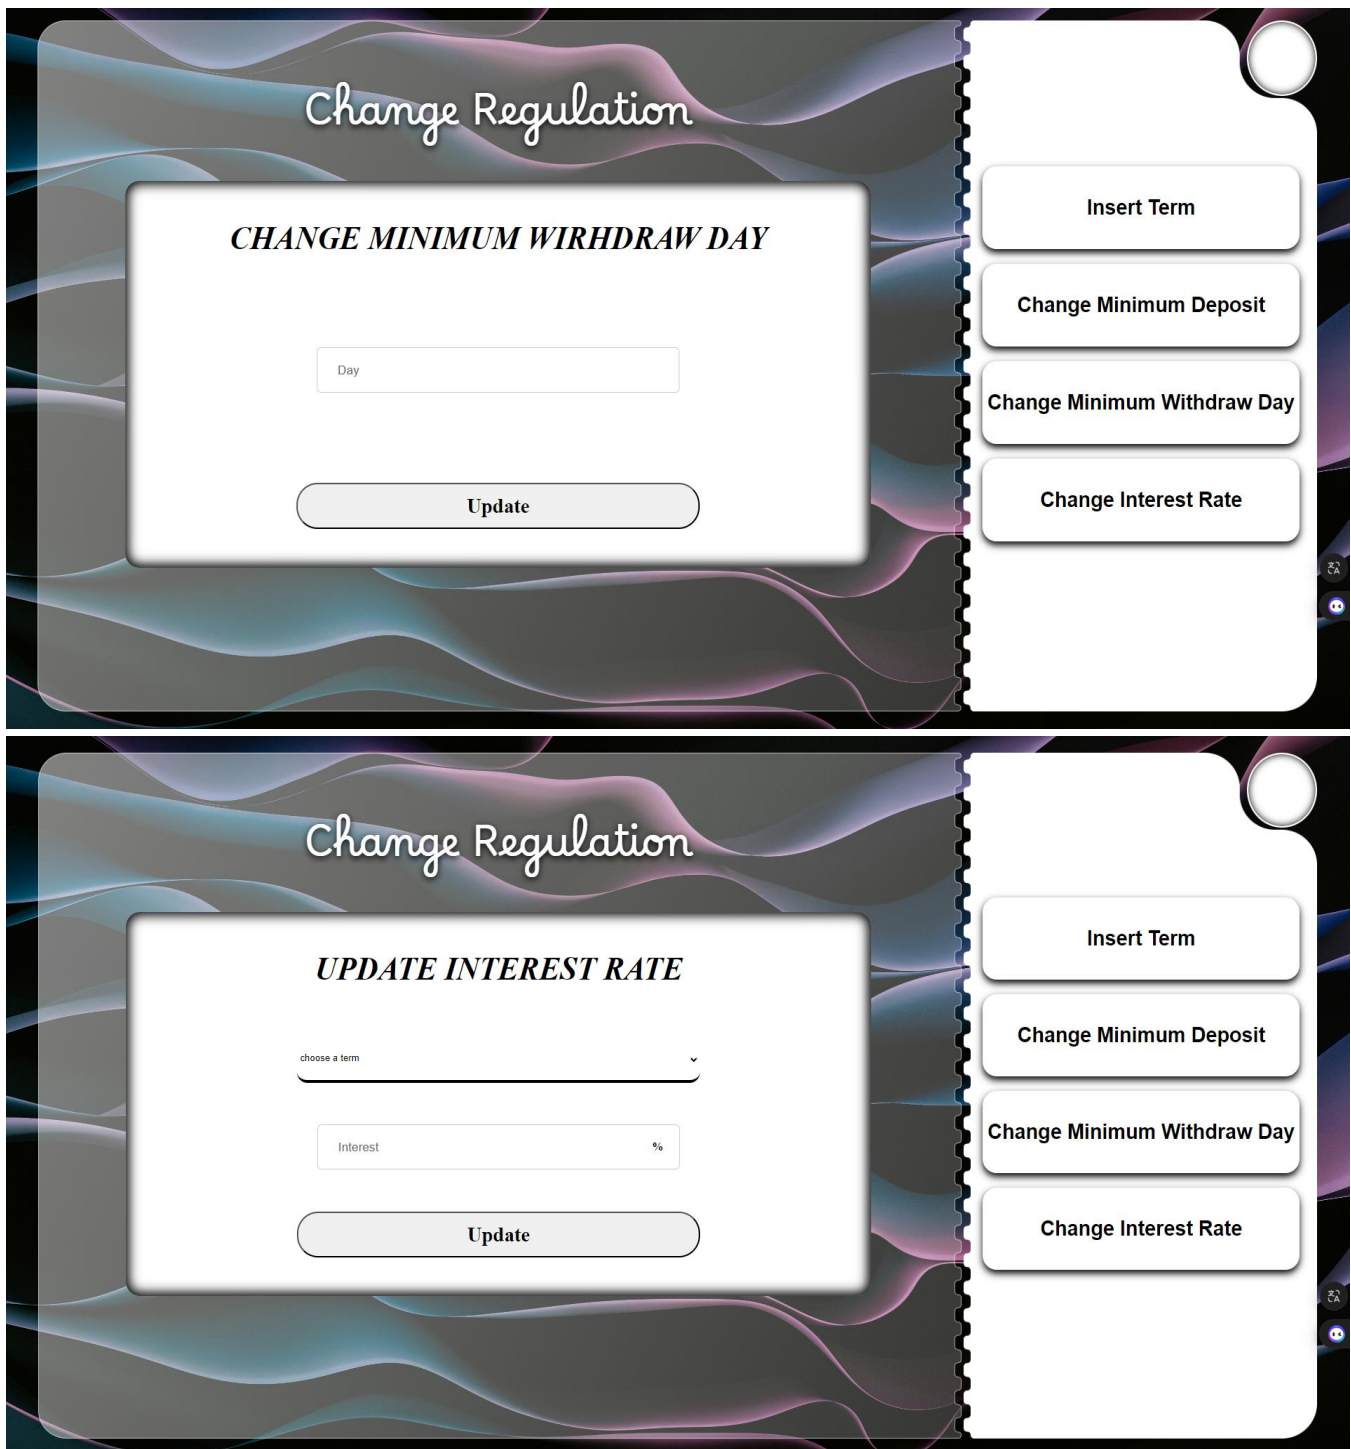 Change Regulation
CHANGE MINIMUM WIRHDRAW DAY
Day
Update
Insert Term
Change Minimum Deposit
Change Minimum Withdraw Day
Change Interest Rate
Change Regulation
UPDATE INTEREST RATE
choose a term
Interest %
Update
Insert Term
Change Minimum Deposit
Change Minimum Withdraw Day
Change Interest Rate